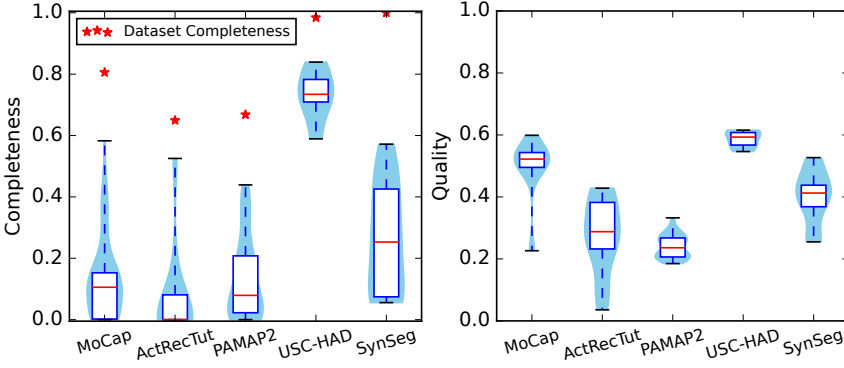 1.0
0.8
0.6
0.4
0.2
0.0
Completeness
Dataset Completeness
MoCap
ActRecTut
PAMAP2
USC-HAD
SynSeg
1.0
0.8
0.6
0.4
0.2
0.0
Quality
MoCap
ActRecTut
PAMAP2
USC-HAD
SynSeg